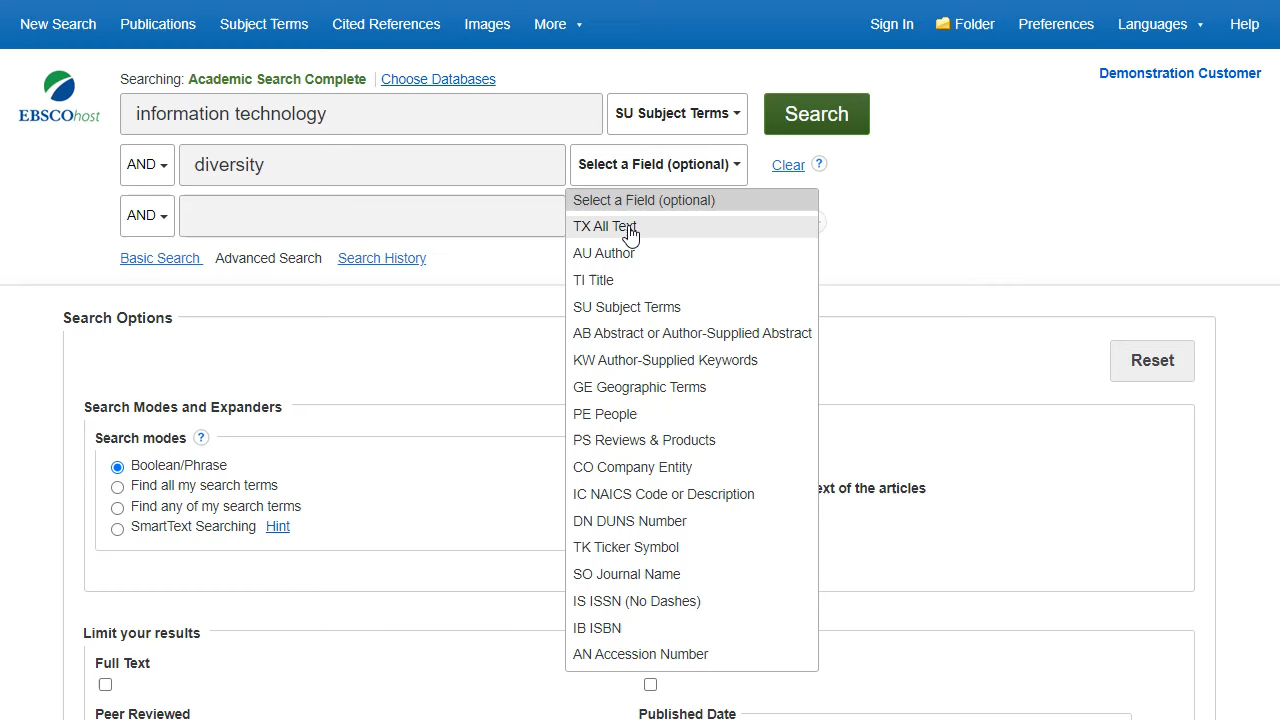 New Search Publications Subject Terms Cited References Images More Sign In Folder Preferences Languages Help
Searching: Academic Search Complete Choose Databases Demonstration Customer
EBSCOhost
information technology SU Subject Terms Search
AND diversity Select a Field (optional) Clear ?
AND
Basic Search Advanced Search Search History
Select a Field (optional)
TX All Text
AU Author
TI Title
SU Subject Terms
AB Abstract or Author-Supplied Abstract
KW Author-Supplied Keywords
GE Geographic Terms
PE People
PS Reviews & Products
CO Company Entity
IC NAICS Code or Description
DN DUNS Number
TK Ticker Symbol
SO Journal Name
IS ISSN (No Dashes)
IB ISBN
AN Accession Number
Search Options
Reset
Search Modes and Expanders
Search modes ?
Boolean/Phrase
Find all my search terms
of the articles
Find any of my search terms
SmartText Searching Hint
Limit your results
Full Text
Peer Reviewed Published Date